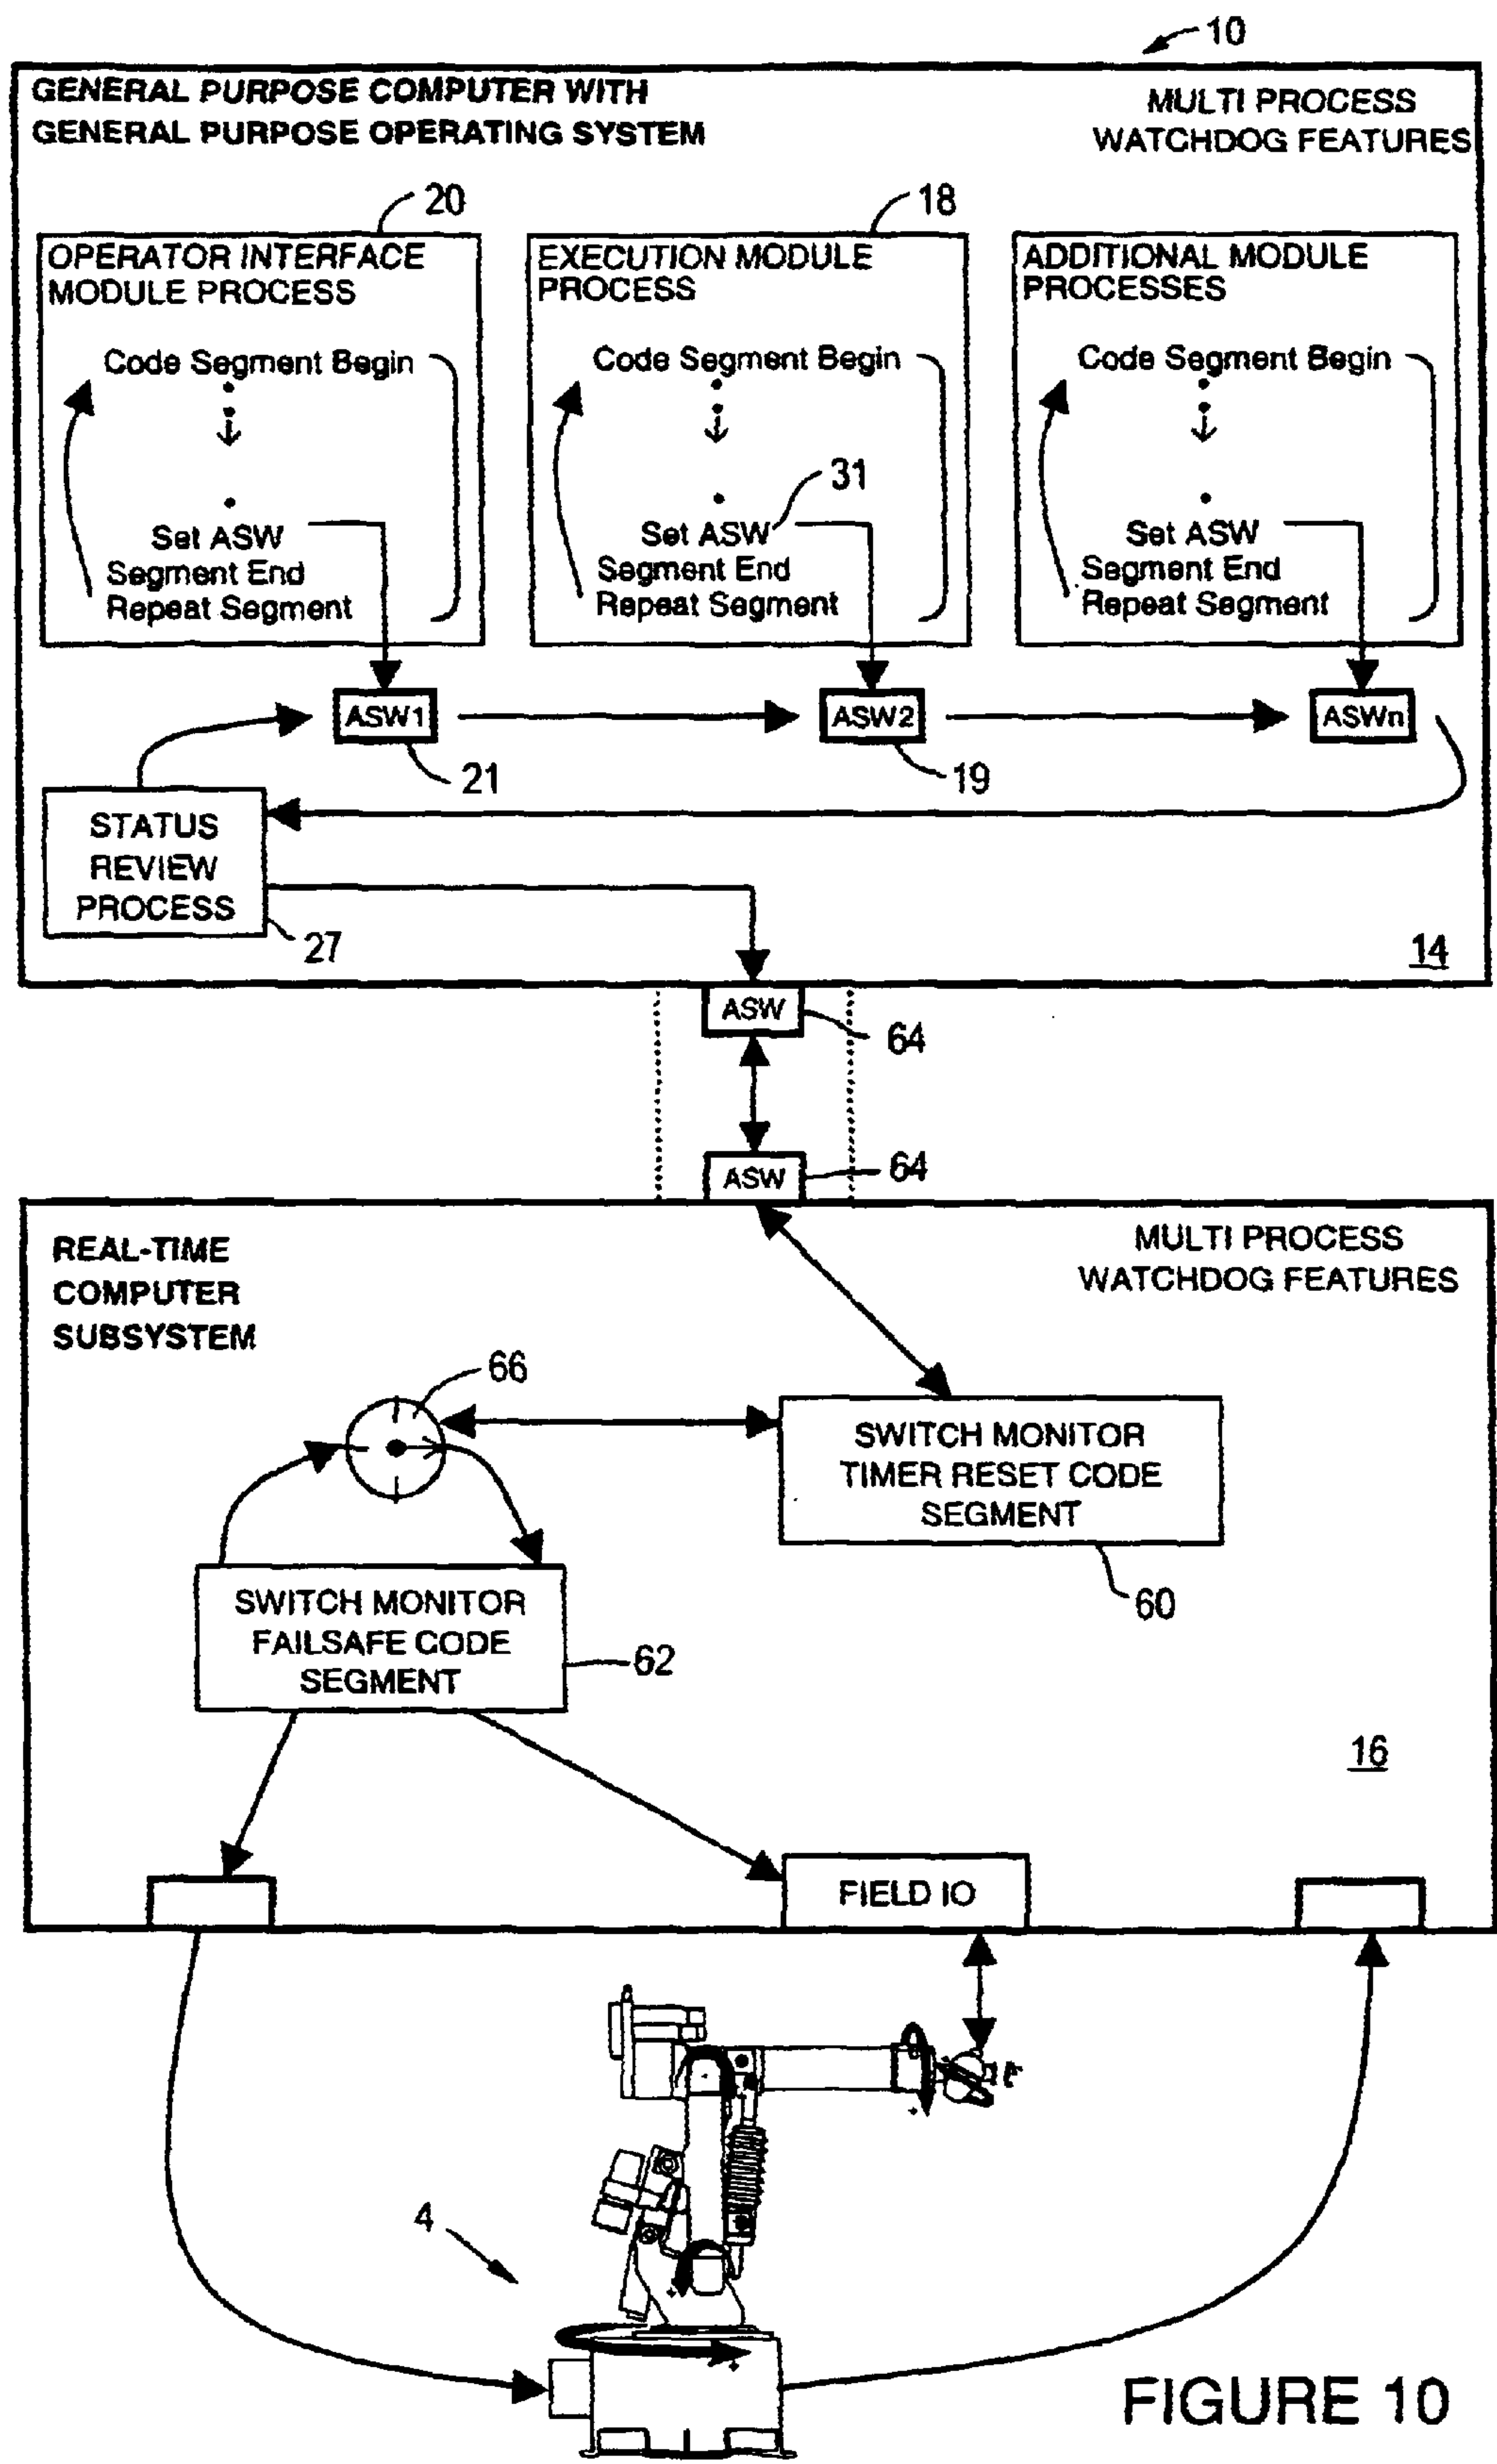 10
GENERAL PURPOSE COMPUTER WITH
GENERAL PURPOSE OPERATING SYSTEM
MULTI PROCESS
WATCHDOG FEATURES
20
OPERATOR INTERFACE
MODULE PROCESS
Code Segment Begin
Set ASW
Segment End
Repeat Segment
18
EXECUTION MODULE
PROCESS
Code Segment Begin
31
Set ASW
Segment End
Repeat Segment
ADDITIONAL MODULE
PROCESSES
Code Segment Begin
Set ASW
Segment End
Repeat Segment
ASW1
ASW2
ASWn
21
19
STATUS
REVIEW
PROCESS
27
14
ASW
64
ASW
64
REAL-TIME
COMPUTER
SUBSYSTEM
MULTI PROCESS
WATCHDOG FEATURES
66
SWITCH MONITOR
TIMER RESET CODE
SEGMENT
60
SWITCH MONITOR
FAILSAFE CODE
SEGMENT
62
16
FIELD IO
4
FIGURE 10